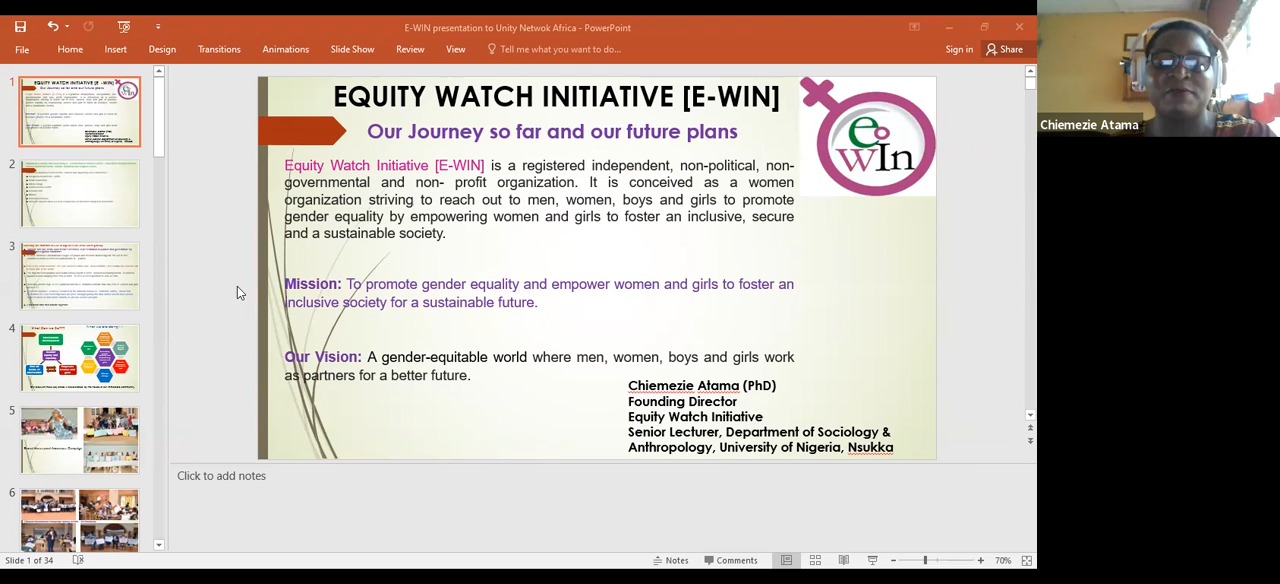 E-WIN presentation to Unity Netwok Africa - PowerPoint
File Home Insert Design Transitions Animations Slide Show Review View Tell me what you want to do... Sign in Share
1
2
3
4
5
6
EQUITY WATCH INITIATIVE [E-WIN]
Our Journey so far and our future plans
eo
wIn
Equity Watch Initiative [E-WIN] is a registered independent, non-political, non-
governmental and non- profit organization. It is conceived as a women
organization striving to reach out to men, women, boys and girls to promote
gender equality by empowering women and girls to foster an inclusive, secure
and a sustainable society.
Mission: To promote gender equality and empower women and girls to foster an
inclusive society for a sustainable future.
Our Vision: A gender-equitable world where men, women, boys and girls work
as partners for a better future.
Chiemezie Atama (PhD)
Founding Director
Equity Watch Initiative
Senior Lecturer, Department of Sociology &
Anthropology, University of Nigeria, Nsukka
Click to add notes
Slide 1 of 34
Notes Comments 70%
Chiemezie Atama